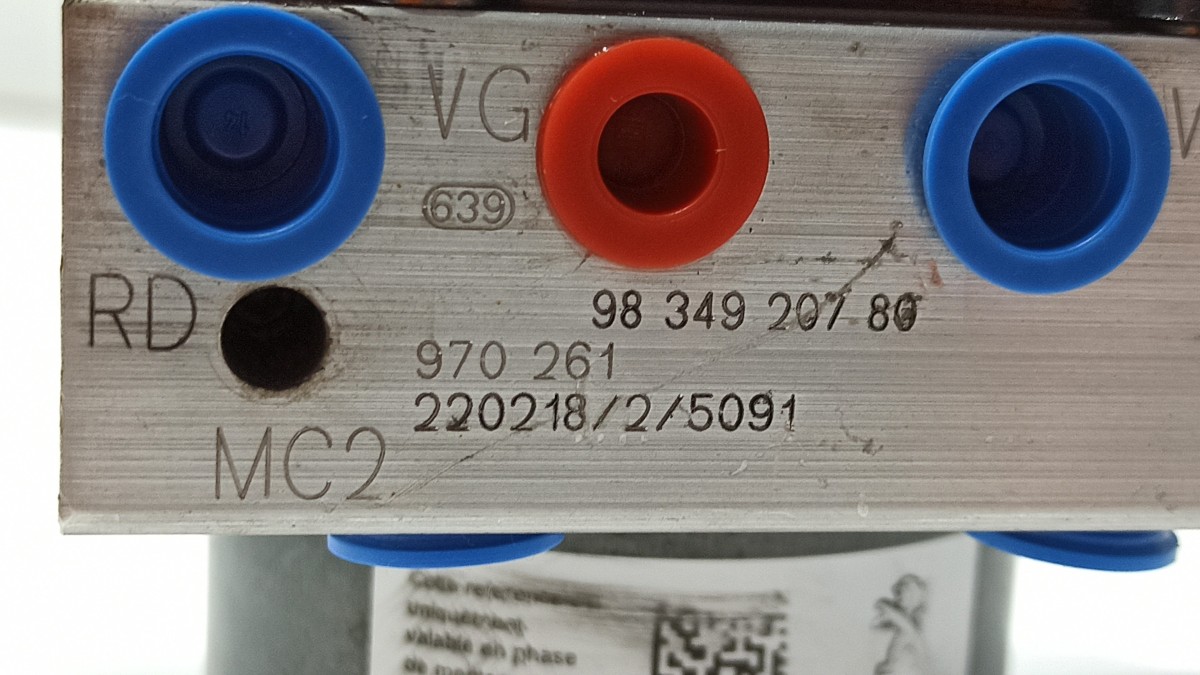 VG
V
639
RD
98 349 207 80
970 261
220218/2/5091
MC2
Cette référence
uniquement
valable en phase
de